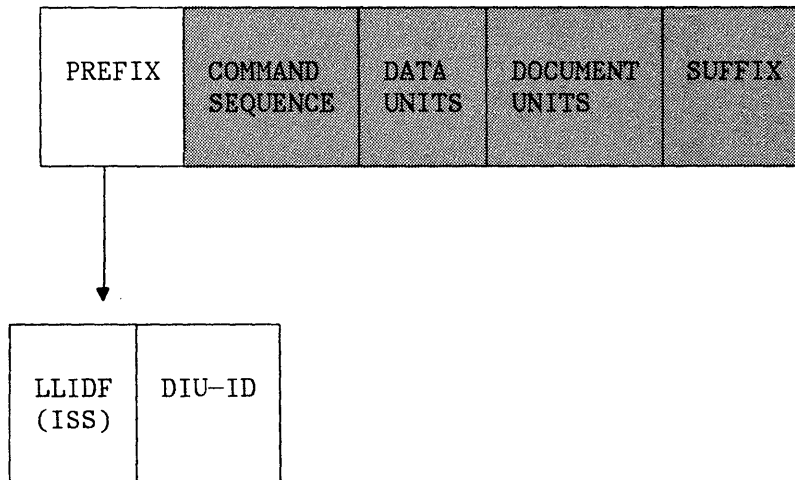 PREFIX
COMMAND
SEQUENCE
DATA
UNITS
DOCUMENT
UNITS
SUFFIX
LLIDF
(ISS)
DIU-ID